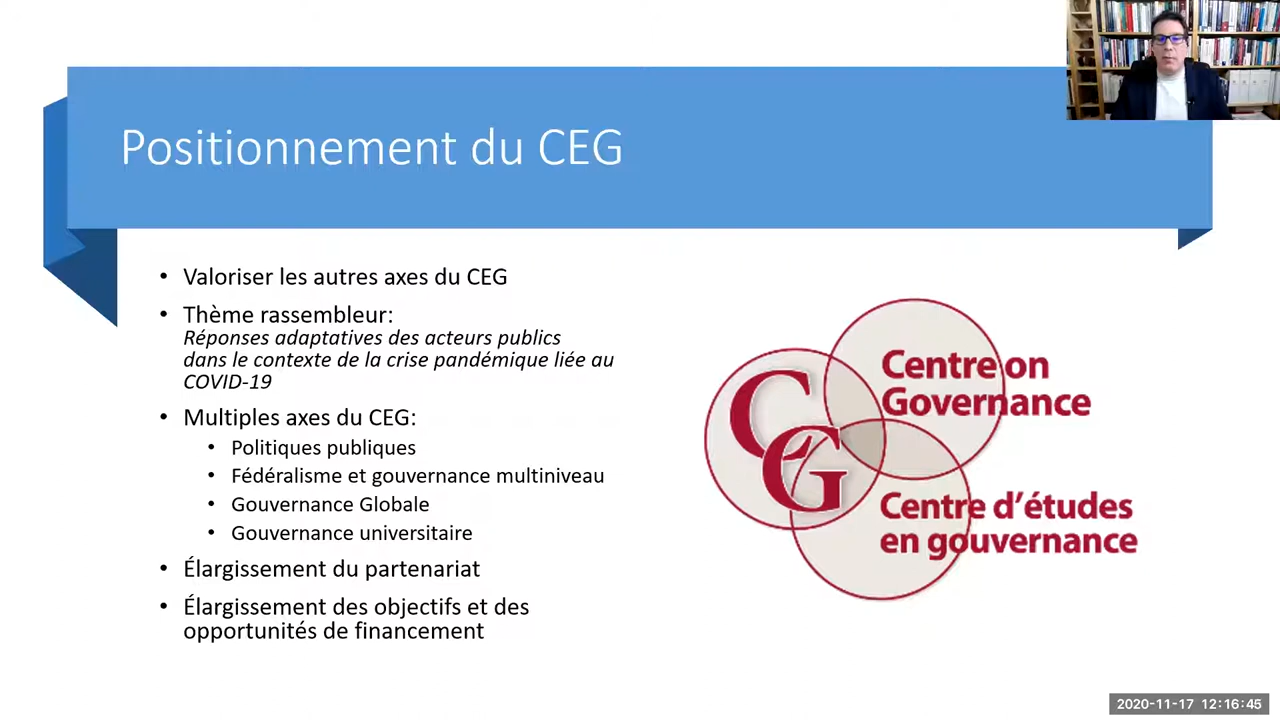 Positionnement du CEG
• Valoriser les autres axes du CEG
• Thème rassembleur:
Réponses adaptatives des acteurs publics
dans le contexte de la crise pandémique liée au
COVID-19
• Multiples axes du CEG:
• Politiques publiques
• Fédéralisme et gouvernance multiniveau
• Gouvernance Globale
• Gouvernance universitaire
• Élargissement du partenariat
• Élargissement des objectifs et des
opportunités de financement
CG
Centre on
Governance
Centre d'études
en gouvernance
2020-11-17 12:16:45